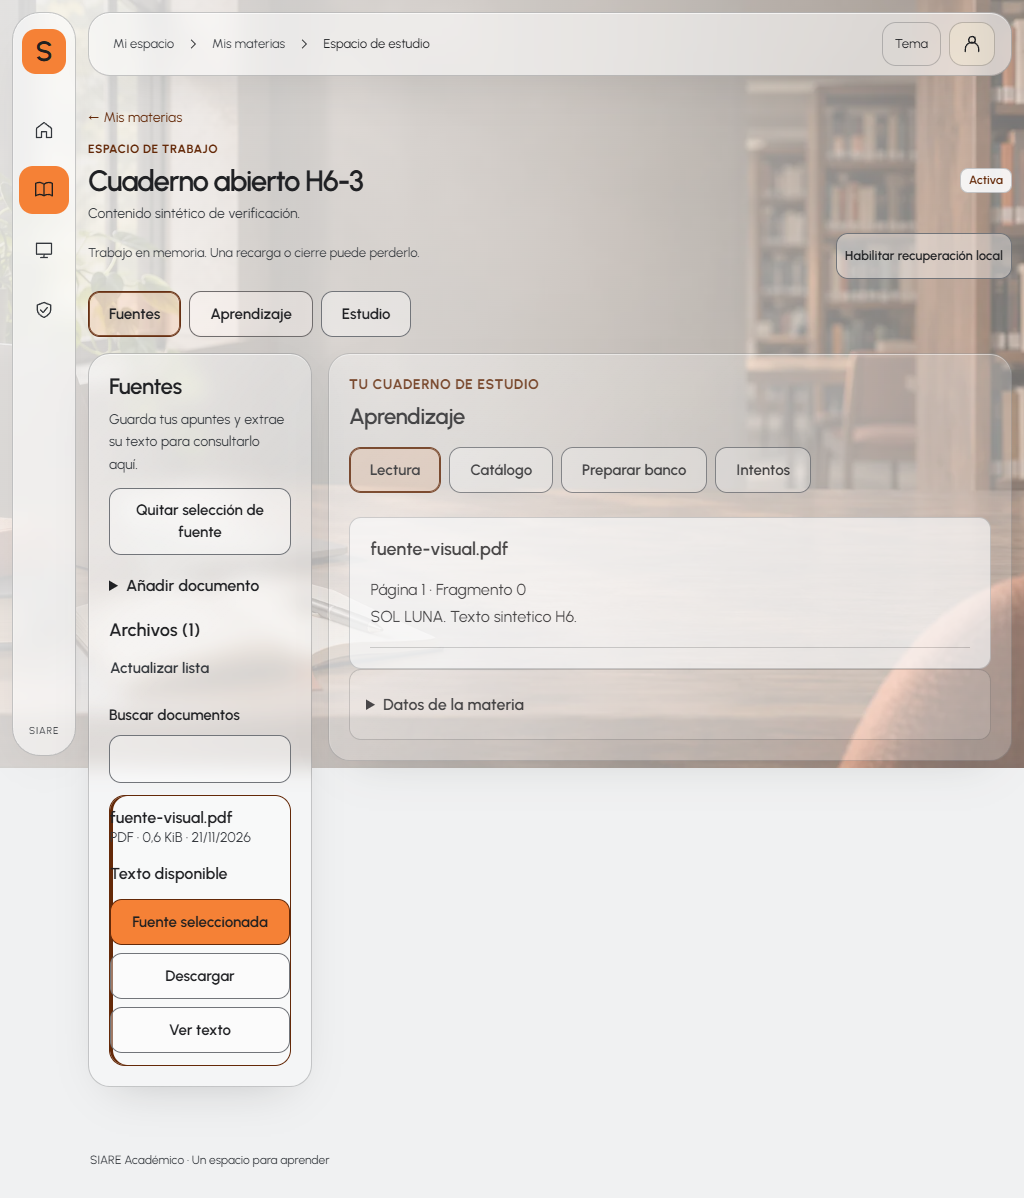 S
Mi espacio > Mis materias > Espacio de estudio
Tema
← Mis materias
ESPACIO DE TRABAJO
Cuaderno abierto H6-3
Activa
Contenido sintético de verificación.
Trabajo en memoria. Una recarga o cierre puede perderlo.
Habilitar recuperación local
Fuentes
Aprendizaje
Estudio
Fuentes
Guarda tus apuntes y extrae
su texto para consultarlo
aquí.
Quitar selección de
fuente
Añadir documento
Archivos (1)
Actualizar lista
Buscar documentos
fuente-visual.pdf
PDF · 0,6 KiB · 21/11/2026
Texto disponible
Fuente seleccionada
Descargar
Ver texto
TU CUADERNO DE ESTUDIO
Aprendizaje
Lectura
Catálogo
Preparar banco
Intentos
fuente-visual.pdf
Página 1 · Fragmento 0
SOL LUNA. Texto sintetico H6.
Datos de la materia
SIARE
SIARE Académico · Un espacio para aprender